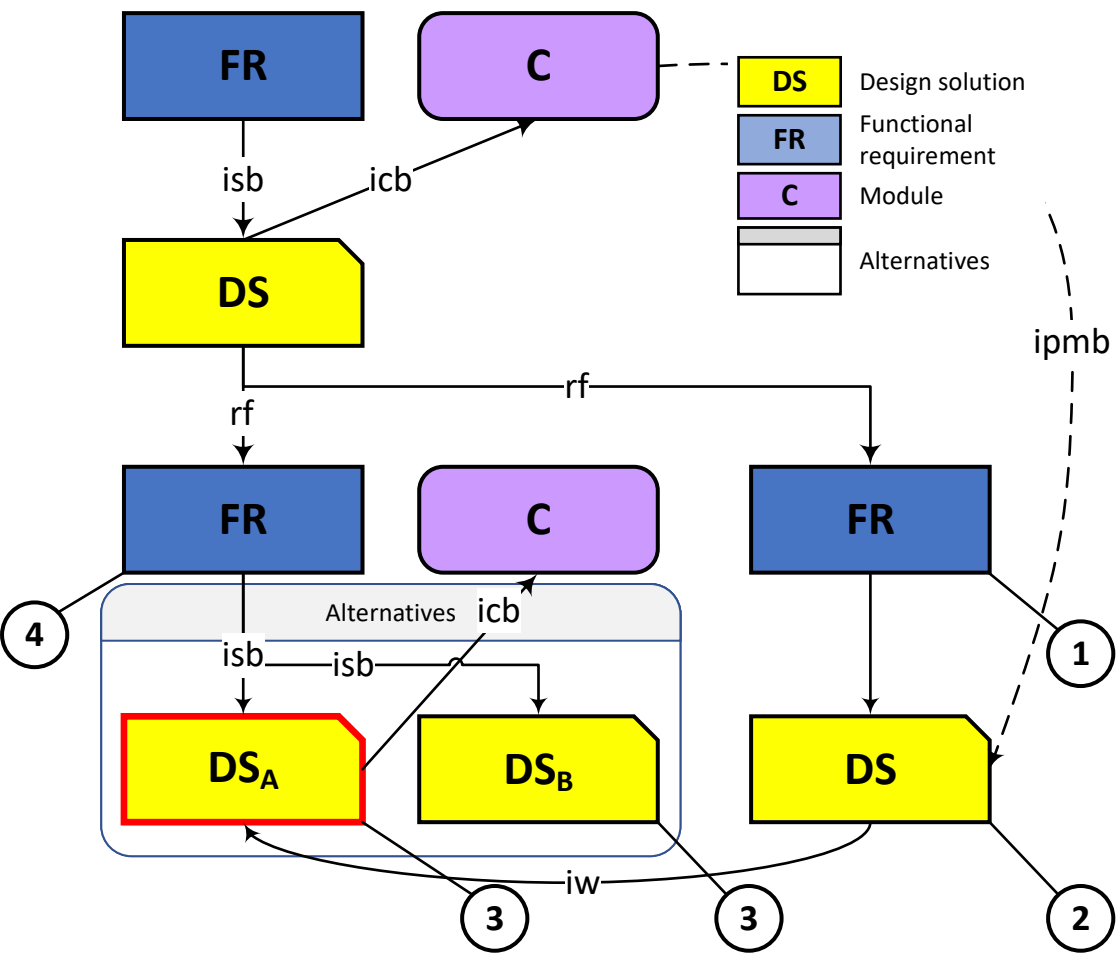 FR
C
DS
Design solution
FR
Functional
requirement
C
Module
Alternatives
isb
icb
DS
ipmb
rf
rf
FR
C
FR
4
Alternatives
icb
1
isb
isb
DSA
DSB
DS
iw
3
3
2